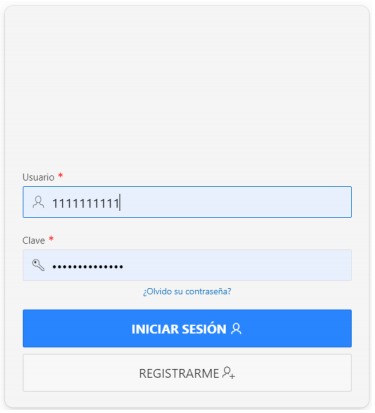 Usuario *
1111111111
Clave *
••••••••••••••
¿Olvido su contraseña?
INICIAR SESIÓN
REGISTRARME